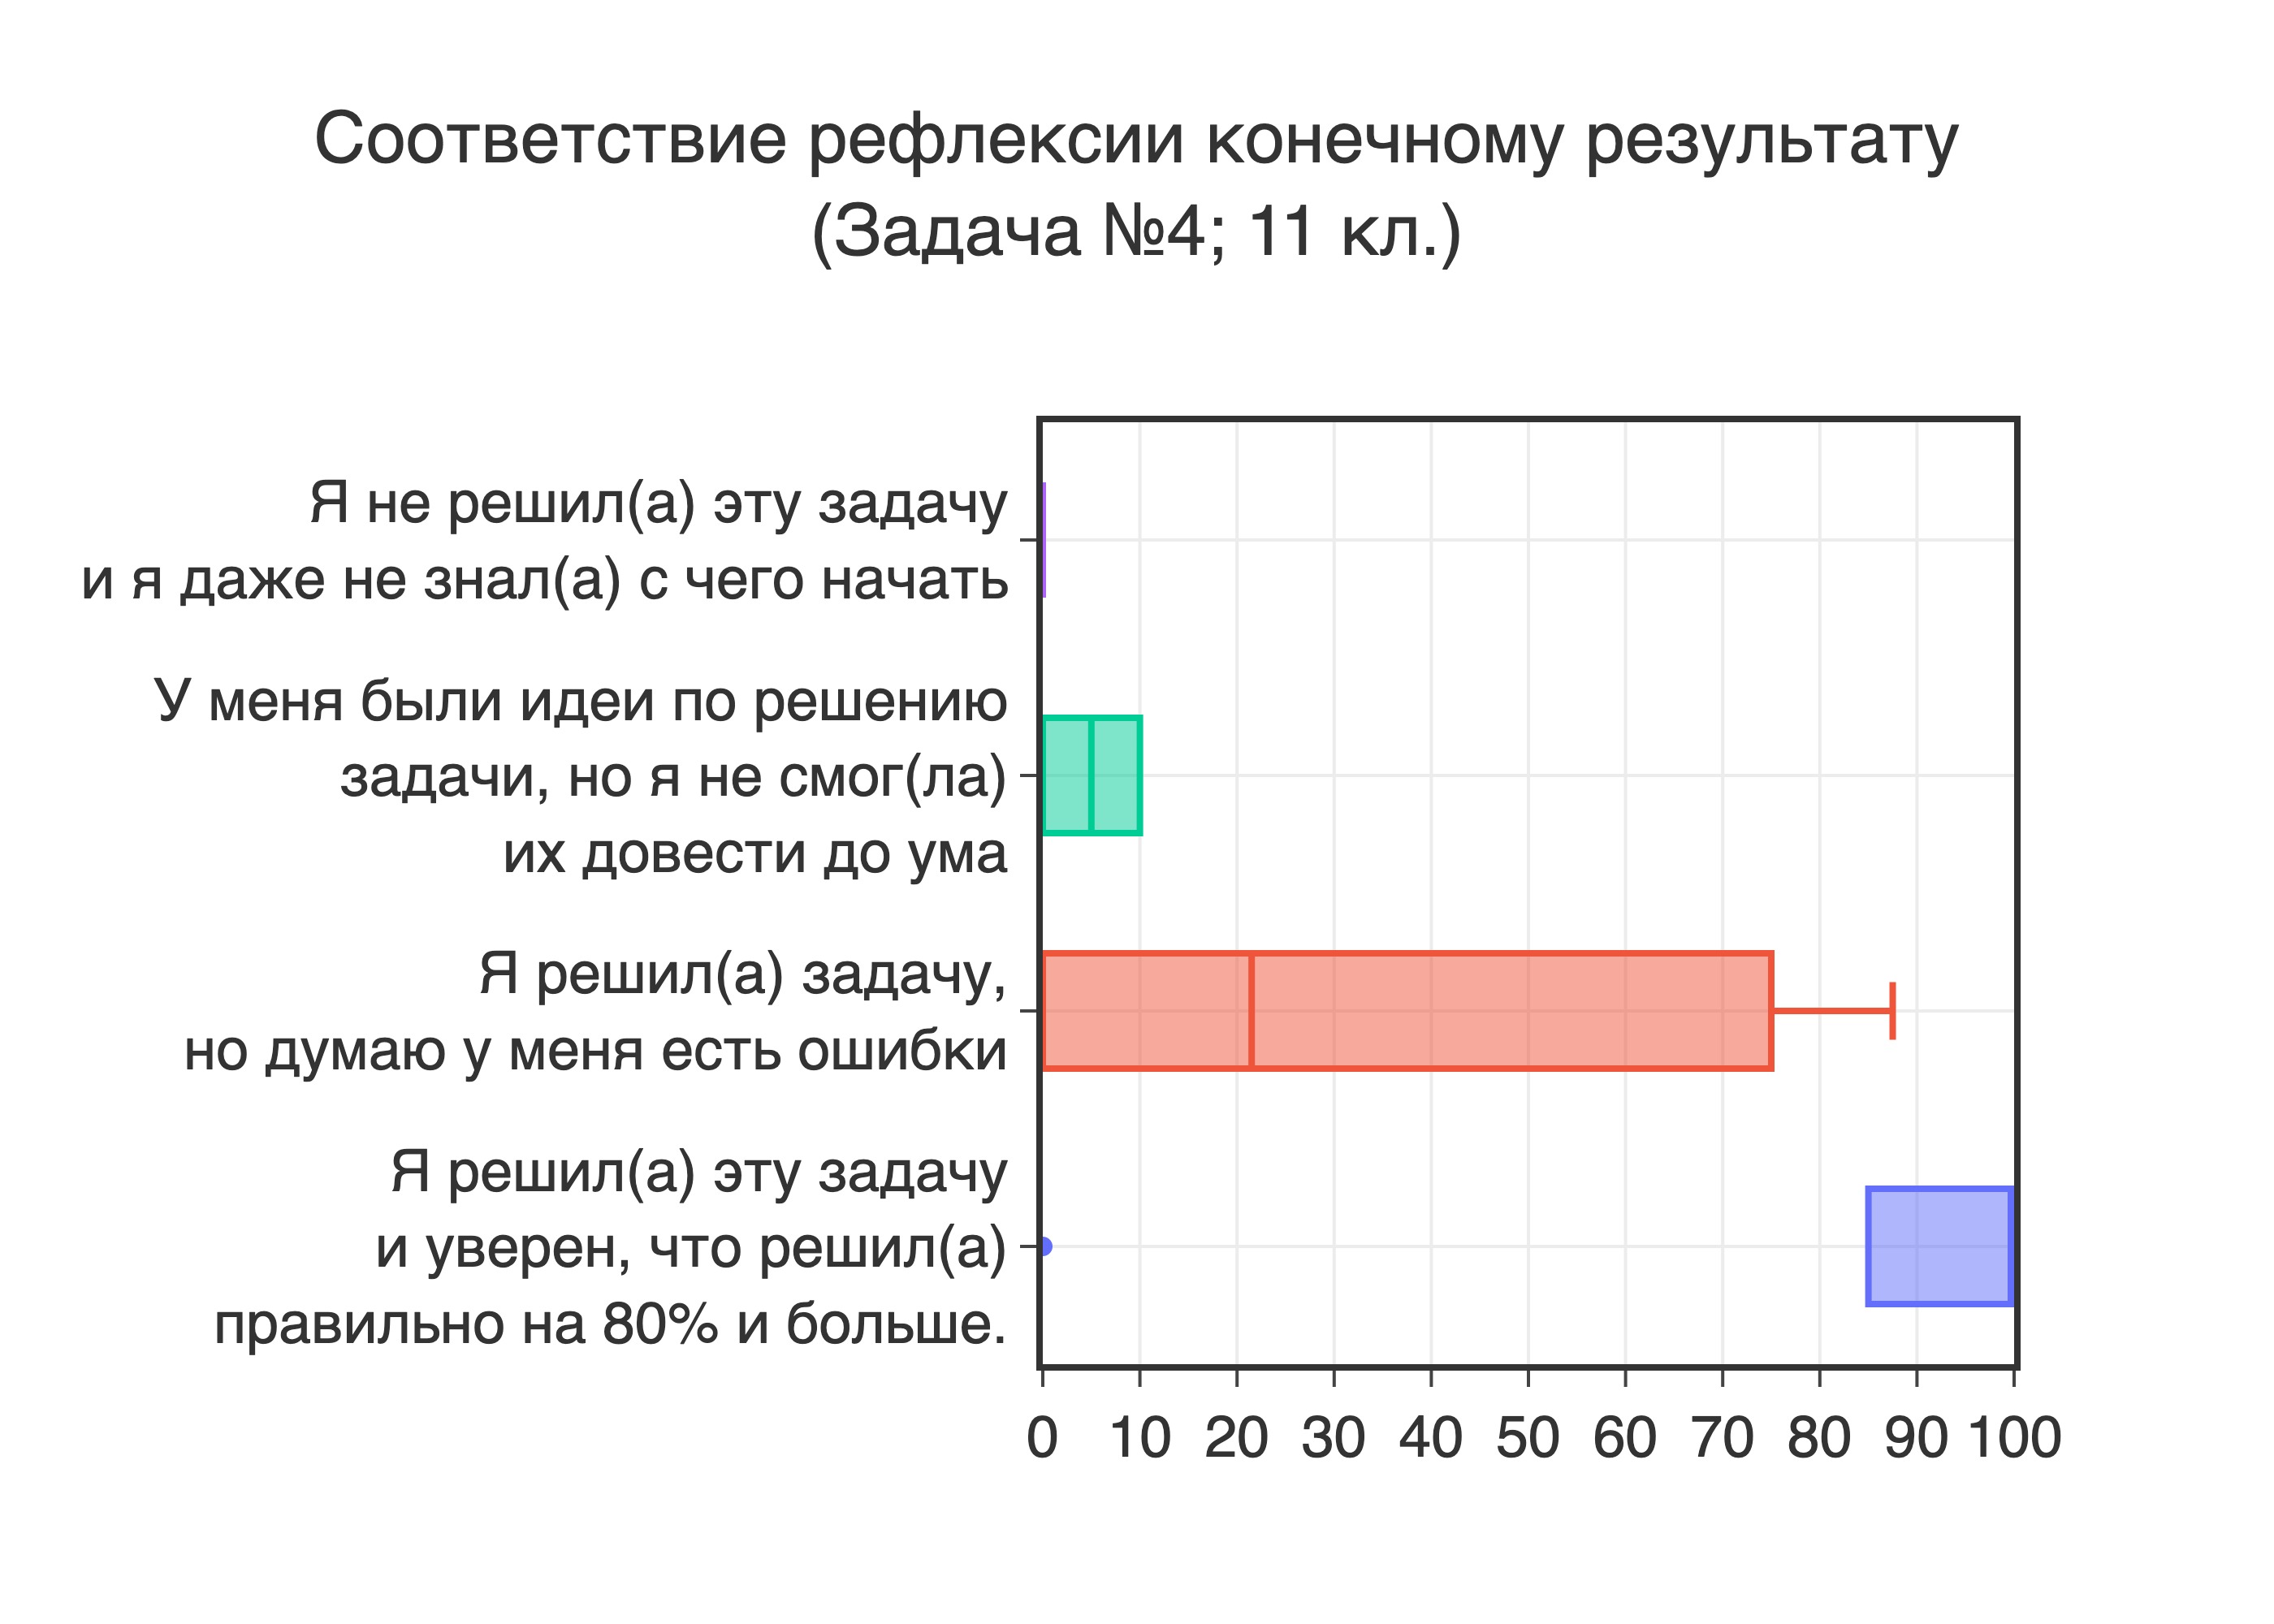 Соответствие рефлексии конечному результату
(Задача №4; 11 кл.)
Я не решил(а) эту задачу
и я даже не знал(а) с чего начать
У меня были идеи по решению
задачи, но я не смог(ла)
их довести до ума
Я решил(а) задачу,
но думаю у меня есть ошибки
Я решил(а) эту задачу
и уверен, что решил(а)
правильно на 80% и больше.
0 10 20 30 40 50 60 70 80 90 100